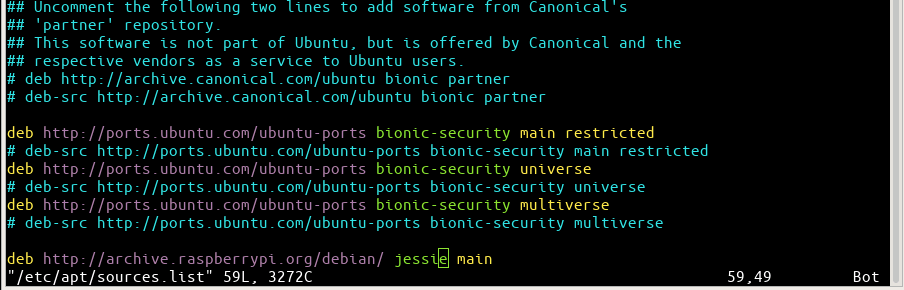 ## Uncomment the following two lines to add software from Canonical's
## 'partner' repository.
## This software is not part of Ubuntu, but is offered by Canonical and the
## respective vendors as a service to Ubuntu users.
# deb http://archive.canonical.com/ubuntu bionic partner
# deb-src http://archive.canonical.com/ubuntu bionic partner
deb http://ports.ubuntu.com/ubuntu-ports bionic-security main restricted
# deb-src http://ports.ubuntu.com/ubuntu-ports bionic-security main restricted
deb http://ports.ubuntu.com/ubuntu-ports bionic-security universe
# deb-src http://ports.ubuntu.com/ubuntu-ports bionic-security universe
deb http://ports.ubuntu.com/ubuntu-ports bionic-security multiverse
# deb-src http://ports.ubuntu.com/ubuntu-ports bionic-security multiverse
deb http://archive.raspberrypi.org/debian/ jessie main
"/etc/apt/sources.list" 59L, 3272C 59,49 Bot